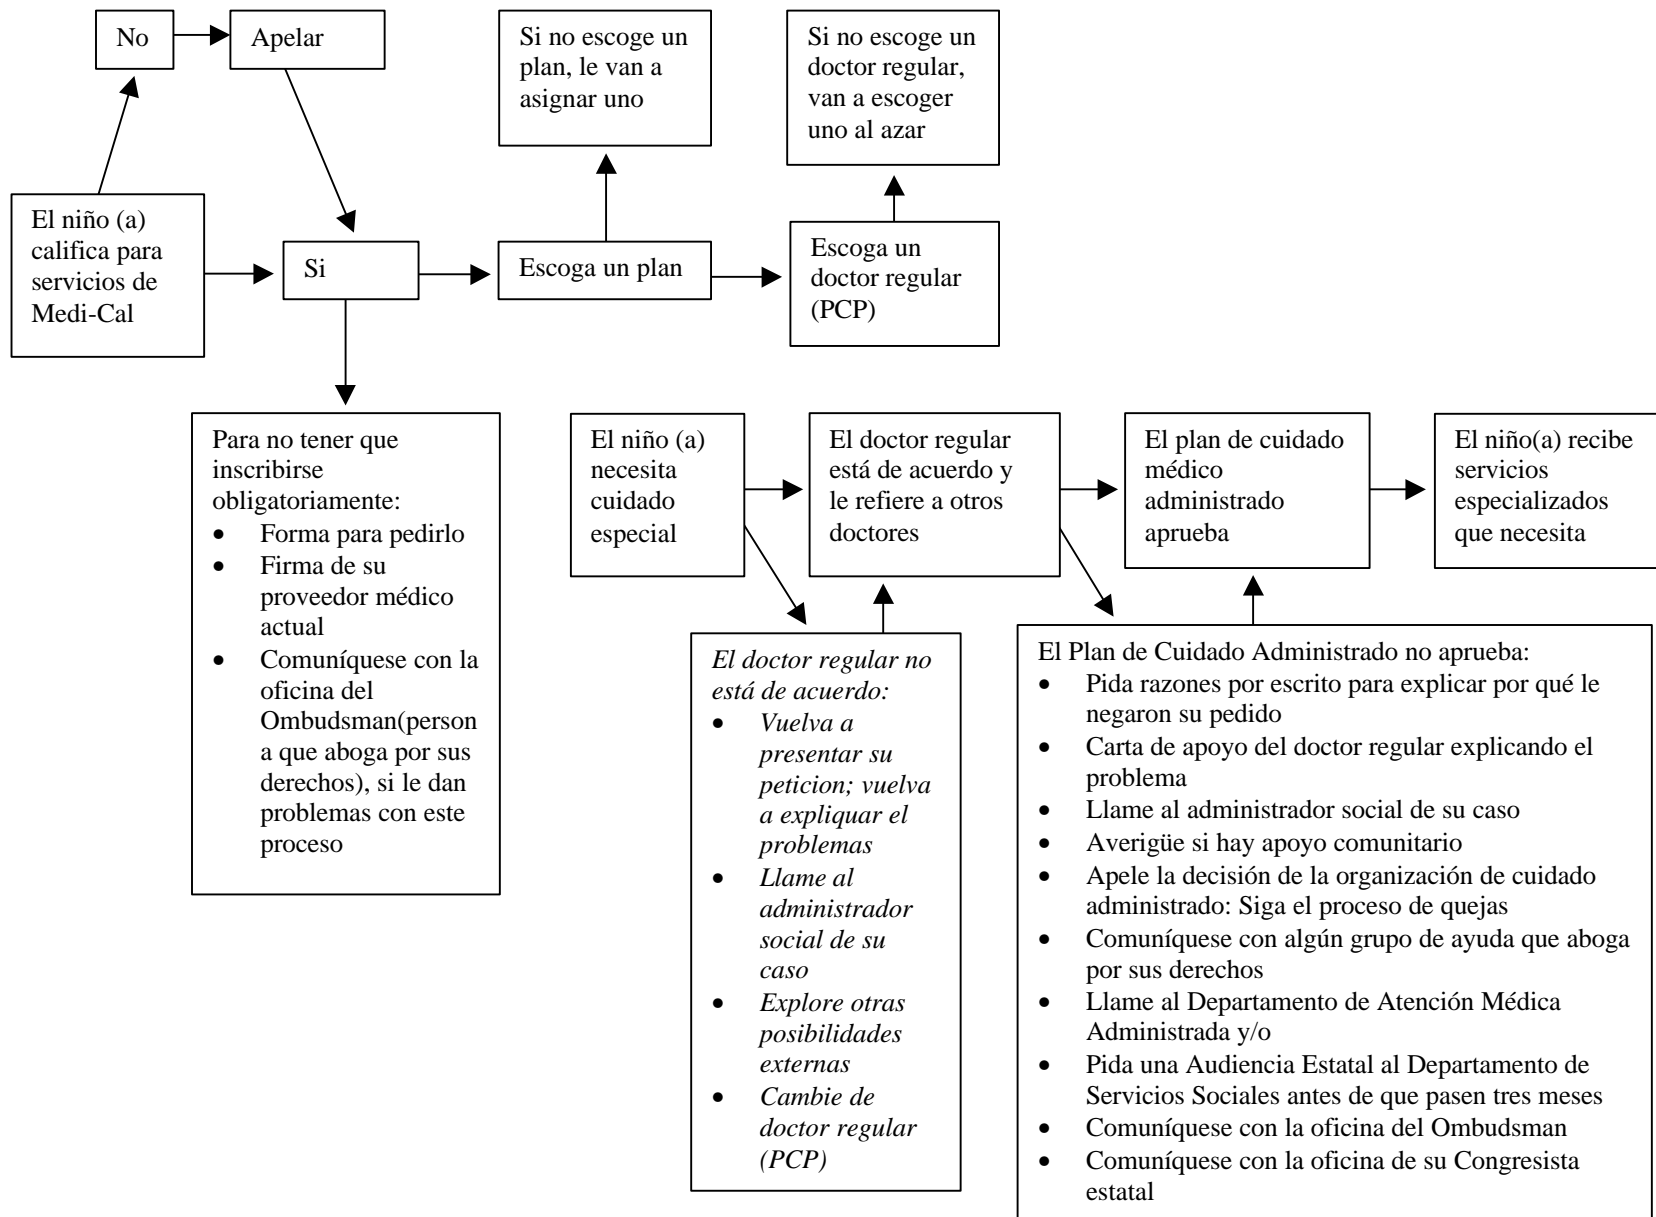 No
Apelar
Si no escoge un
plan, le van a
asignar uno
Si no escoge un
doctor regular,
van a escoger
uno al azar
El niño (a)
califica para
servicios de
Medi-Cal
Si
Escoga un plan
Escoga un
doctor regular
(PCP)
Para no tener que
inscribirse
obligatoriamente:
• Forma para pedirlo
• Firma de su
proveedor médico
actual
• Comuníquese con la
oficina del
Ombudsman(person
a que aboga por sus
derechos), si le dan
problemas con este
proceso
El niño (a)
necesita
cuidado
especial
El doctor regular
está de acuerdo y
le refiere a otros
doctores
El plan de cuidado
médico
administrado
aprueba
El niño(a) recibe
servicios
especializados
que necesita
El doctor regular no
está de acuerdo:
• Vuelva a
presentar su
peticion; vuelva
a expliquar el
problemas
• Llame al
administrador
social de su
caso
• Explore otras
posibilidades
externas
• Cambie de
doctor regular
(PCP)
El Plan de Cuidado Administrado no aprueba:
• Pida razones por escrito para explicar por qué le
negaron su pedido
• Carta de apoyo del doctor regular explicando el
problema
• Llame al administrador social de su caso
• Averigüe si hay apoyo comunitario
• Apele la decisión de la organización de cuidado
administrado: Siga el proceso de quejas
• Comuníquese con algún grupo de ayuda que aboga
por sus derechos
• Llame al Departamento de Atención Médica
Administrada y/o
• Pida una Audiencia Estatal al Departamento de
Servicios Sociales antes de que pasen tres meses
• Comuníquese con la oficina del Ombudsman
• Comuníquese con la oficina de su Congresista
estatal